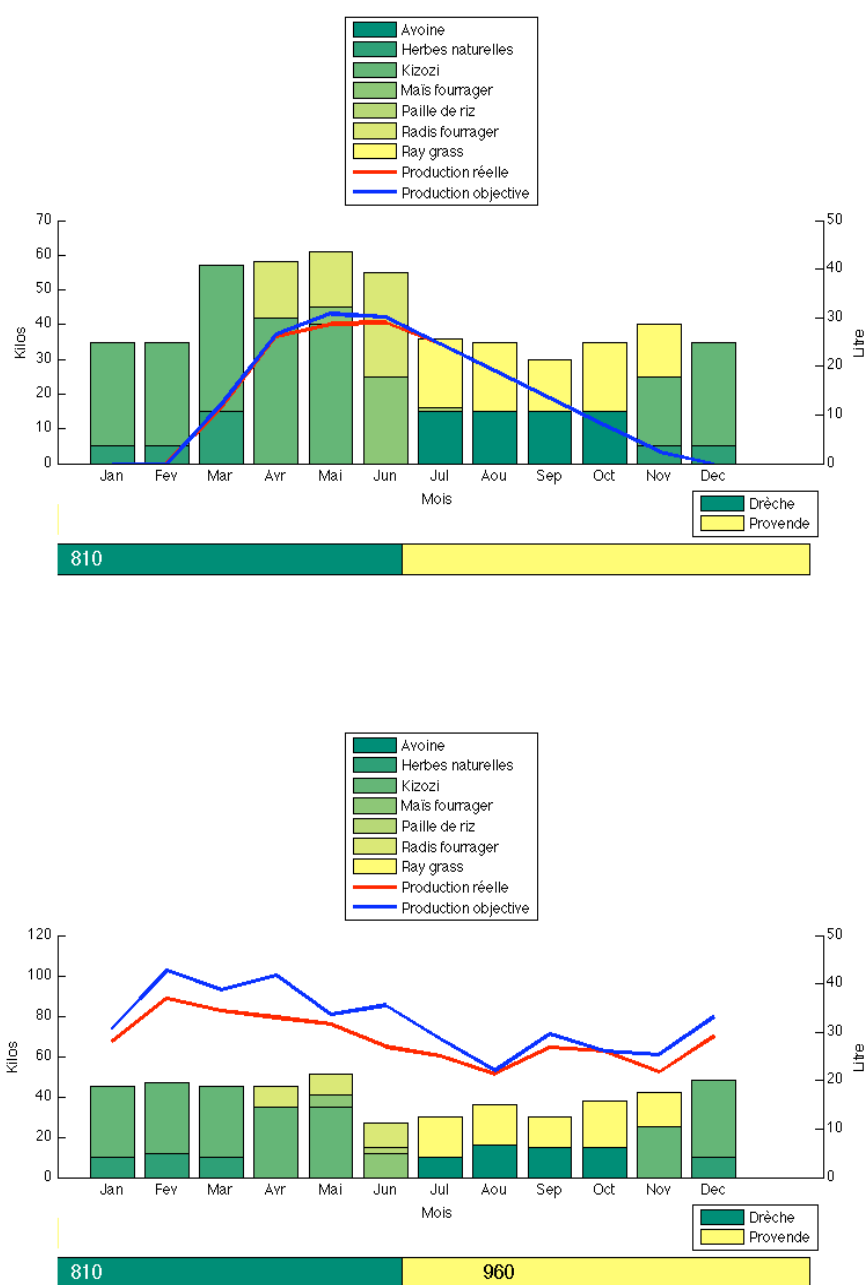 Avoine
Herbes naturelles
Kizozi
Maïs fourrager
Paille de riz
Radis fourrager
Ray grass
Production réelle
Production objective
70
60
50
40
30
20
10
0
Kilos
50
40
30
20
10
0
Litre
Jan Fev Mar Avr Mai Jun Jul Aou Sep Oct Nov Dec
Mois
Drèche
Provende
810
Avoine
Herbes naturelles
Kizozi
Maïs fourrager
Paille de riz
Radis fourrager
Ray grass
Production réelle
Production objective
120
100
80
60
40
20
0
Kilos
50
40
30
20
10
0
Litre
Jan Fev Mar Avr Mai Jun Jul Aou Sep Oct Nov Dec
Mois
Drèche
Provende
810 960